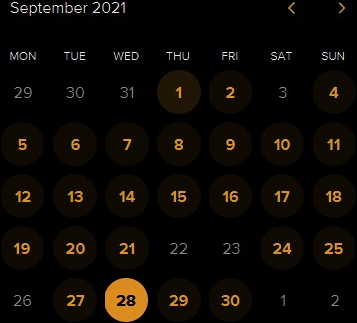 September 2021 < >
MON TUE WED THU FRI SAT SUN
29 30 31 1 2 3 4
5 6 7 8 9 10 11
12 13 14 15 16 17 18
19 20 21 22 23 24 25
26 27 28 29 30 1 2